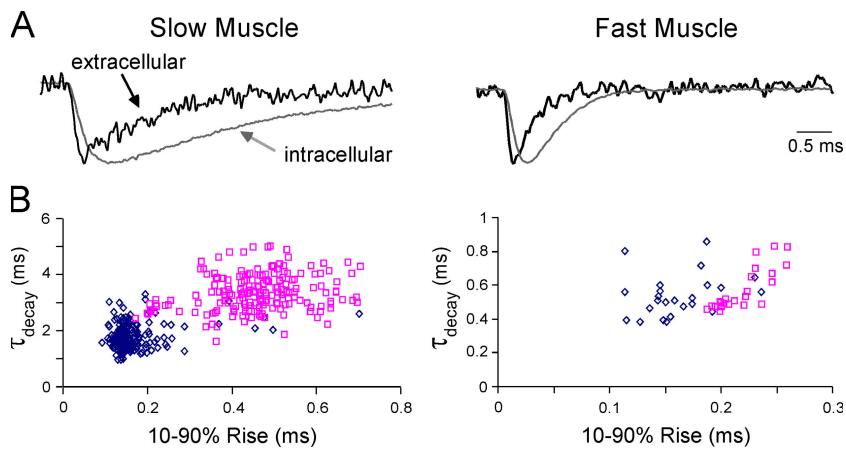 A
Slow Muscle
Fast Muscle
extracellular
intracellular
0.5 ms
B
6
4
2
0
τdecay (ms)
0
0.2
0.4
0.6
0.8
10-90% Rise (ms)
1
0.8
0.6
0.4
0.2
0
τdecay (ms)
0
0.1
0.2
0.3
10-90% Rise (ms)